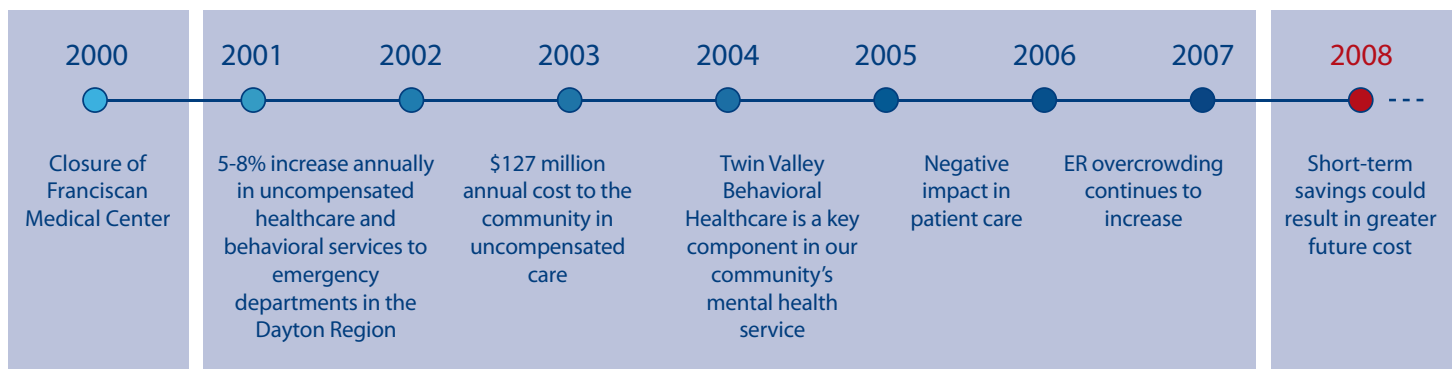 2000
2001
2002
2003
2004
2005
2006
2007
2008
Closure of
Franciscan
Medical Center
5-8% increase annually
in uncompensated
healthcare and
behavioral services to
emergency
departments in the
Dayton Region
$127 million
annual cost to the
community in
uncompensated
care
Twin Valley
Behavioral
Healthcare is a key
component in our
community’s
mental health
service
Negative
impact in
patient care
ER overcrowding
continues to
increase
Short-term
savings could
result in greater
future cost